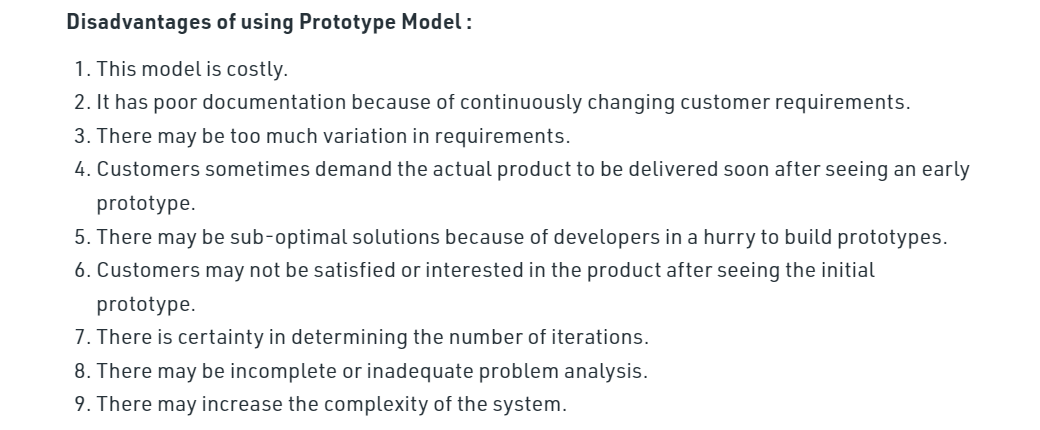 Disadvantages of using Prototype Model :
1. This model is costly.
2. It has poor documentation because of continuously changing customer requirements.
3. There may be too much variation in requirements.
4. Customers sometimes demand the actual product to be delivered soon after seeing an early
prototype.
5. There may be sub-optimal solutions because of developers in a hurry to build prototypes.
6. Customers may not be satisfied or interested in the product after seeing the initial
prototype.
7. There is certainty in determining the number of iterations.
8. There may be incomplete or inadequate problem analysis.
9. There may increase the complexity of the system.